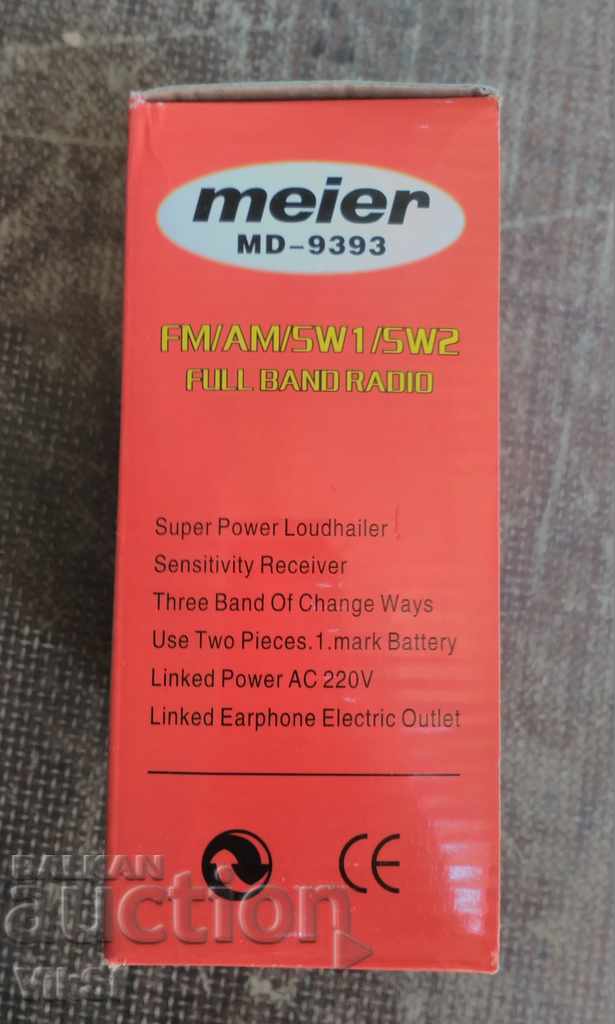 meier
MD-9393
FM/AM/SW1/SW2
FULL BAND RADIO
Super Power Loudhailer
Sensitivity Receiver
Three Band Of Change Ways
Use Two Pieces.1.mark Battery
Linked Power AC 220V
Linked Earphone Electric Outlet
CE
BALKAN
auction